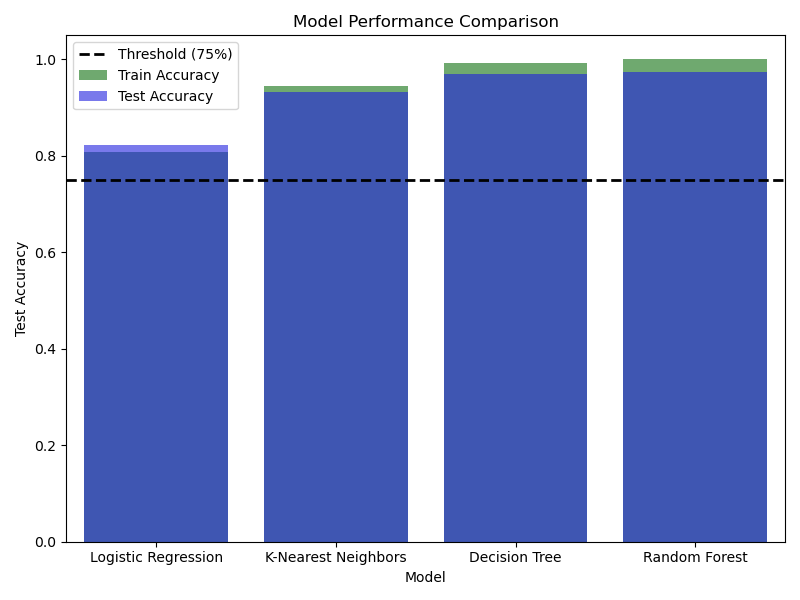 Model Performance Comparison
Threshold (75%)
Train Accuracy
Test Accuracy
1.0
0.8
0.6
0.4
0.2
0.0
Test Accuracy
Logistic Regression
K-Nearest Neighbors
Decision Tree
Random Forest
Model